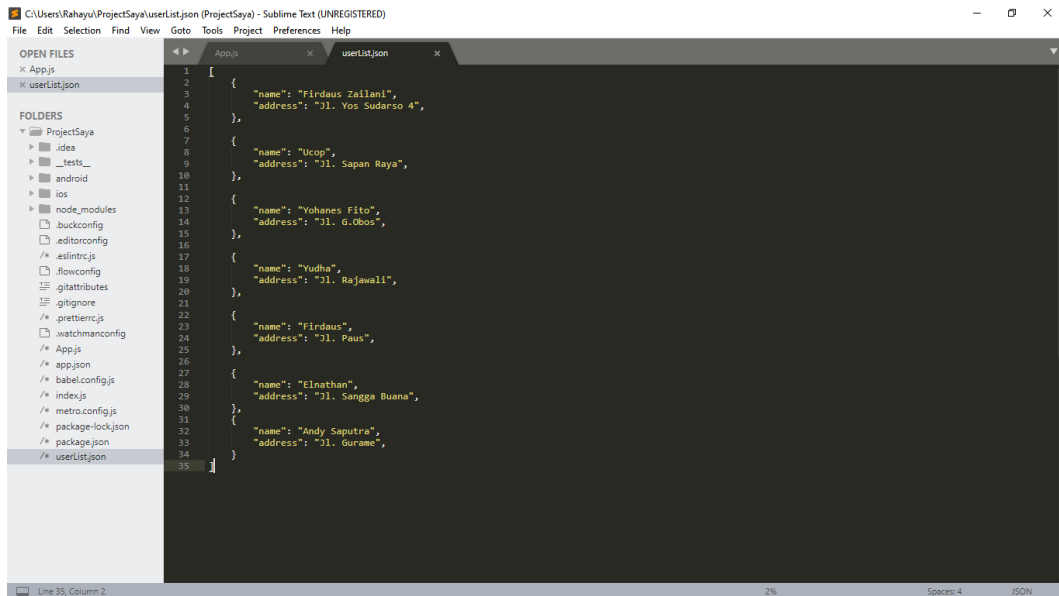 C:\Users\Rahayu\ProjectSaya\userList.json (ProjectSaya) - Sublime Text (UNREGISTERED)
File Edit Selection Find View Goto Tools Project Preferences Help
OPEN FILES
App.js
userList.json
FOLDERS
ProjectSaya
.idea
__tests__
android
ios
node_modules
.buckconfig
.editorconfig
.eslintrc.js
.flowconfig
.gitattributes
.gitignore
.prettierrc.js
.watchmanconfig
App.js
app.json
babel.config.js
index.js
metro.config.js
package-lock.json
package.json
userList.json
App.js userList.json
1 [
2 {
3 "name": "Firdaus Zailani",
4 "address": "Jl. Yos Sudarso 4",
5 },
6
7 {
8 "name": "Ucop",
9 "address": "Jl. Sapan Raya",
10 },
11
12 {
13 "name": "Yohanes Fito",
14 "address": "Jl. G.Obos",
15 },
16
17 {
18 "name": "Yudha",
19 "address": "Jl. Rajawali",
20 },
21
22 {
23 "name": "Firdaus",
24 "address": "Jl. Paus",
25 },
26
27 {
28 "name": "Elnathan",
29 "address": "Jl. Sangga Buana",
30 },
31 {
32 "name": "Andy Saputra",
33 "address": "Jl. Gurame",
34 }
35 ]
Line 35, Column 2 2% Spaces: 4 JSON